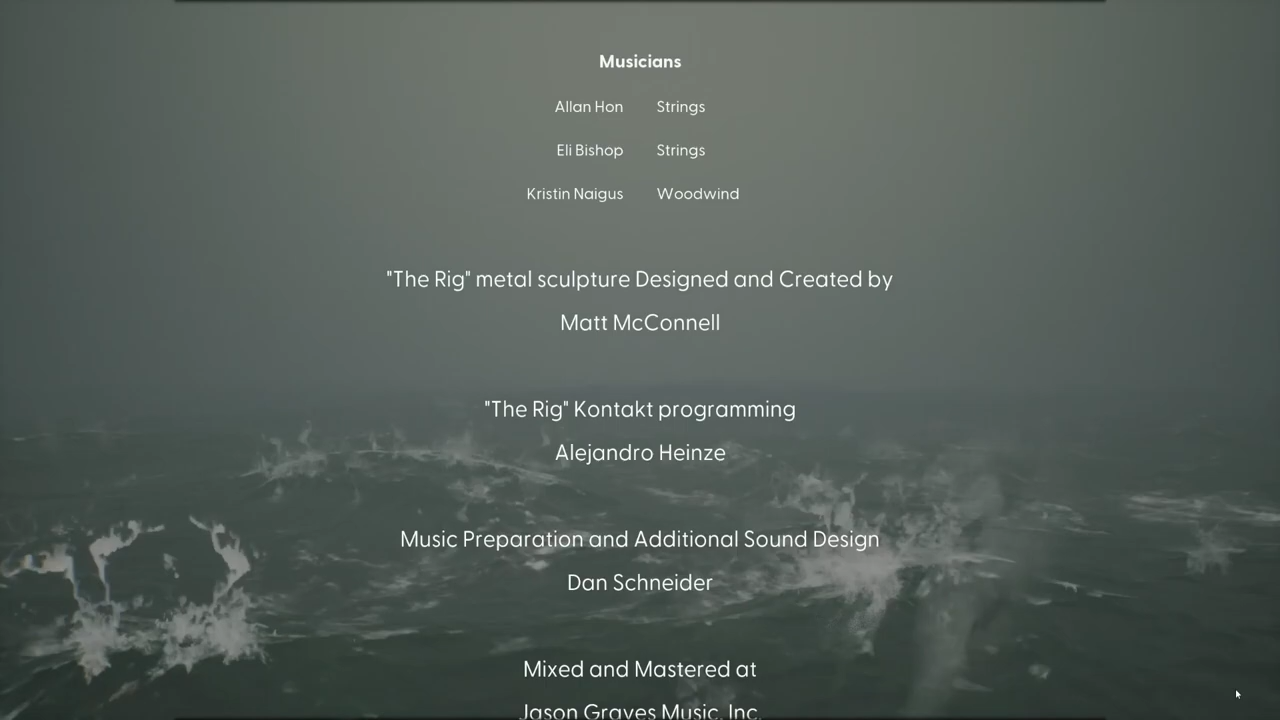 Musicians
Allan Hon Strings
Eli Bishop Strings
Kristin Naigus Woodwind
"The Rig" metal sculpture Designed and Created by
Matt McConnell
"The Rig" Kontakt programming
Alejandro Heinze
Music Preparation and Additional Sound Design
Dan Schneider
Mixed and Mastered at
Jason Graves Music, Inc.